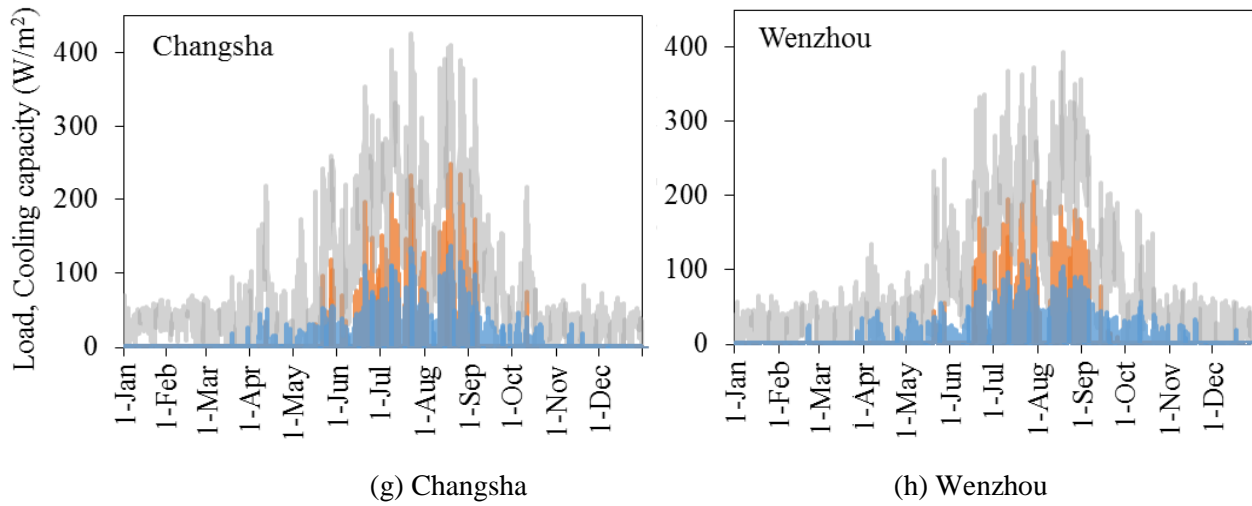 Load, Cooling capacity (W/m²)
Changsha
400
300
200
100
0
1-Jan
1-Feb
1-Mar
1-Apr
1-May
1-Jun
1-Jul
1-Aug
1-Sep
1-Oct
1-Nov
1-Dec
(g) Changsha
Wenzhou
400
300
200
100
0
1-Jan
1-Feb
1-Mar
1-Apr
1-May
1-Jun
1-Jul
1-Aug
1-Sep
1-Oct
1-Nov
1-Dec
(h) Wenzhou